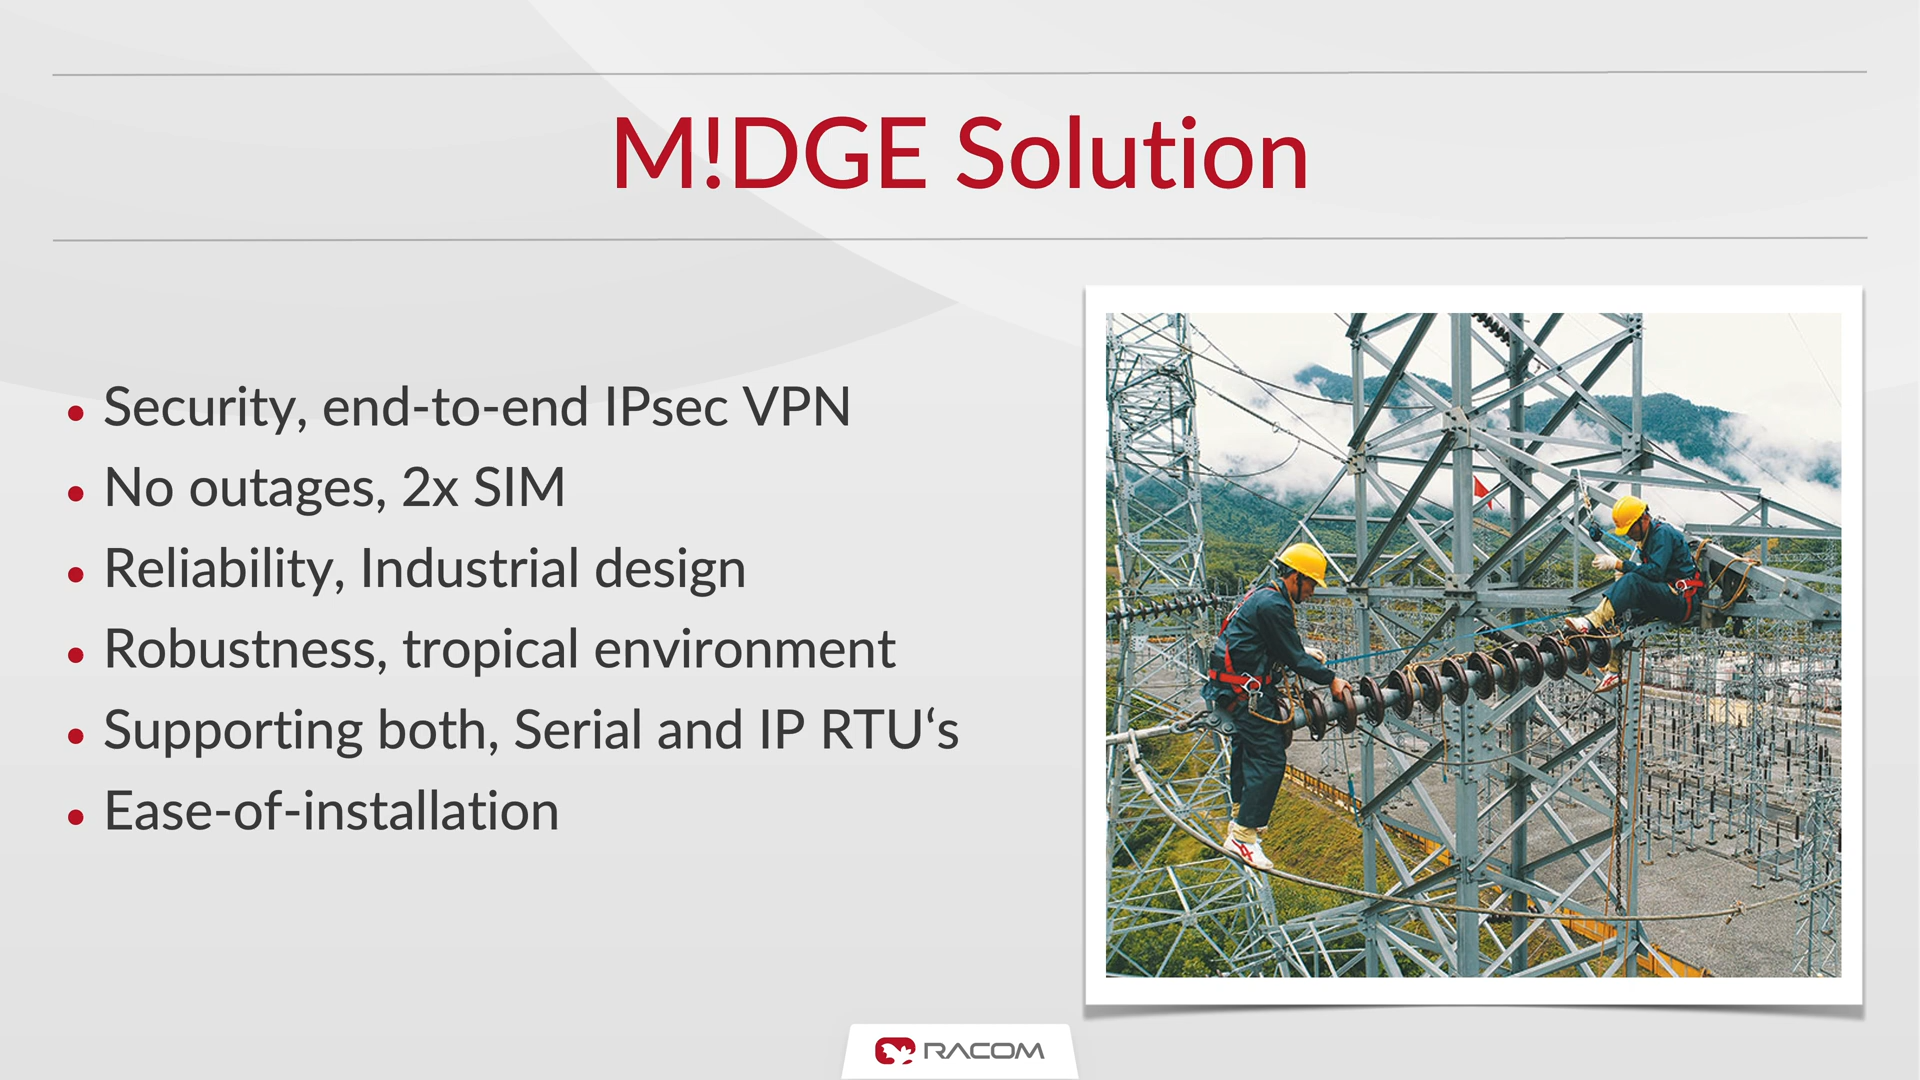 M!DGE Solution
• Security, end-to-end IPsec VPN
• No outages, 2x SIM
• Reliability, Industrial design
• Robustness, tropical environment
• Supporting both, Serial and IP RTU‘s
• Ease-of-installation
RACOM